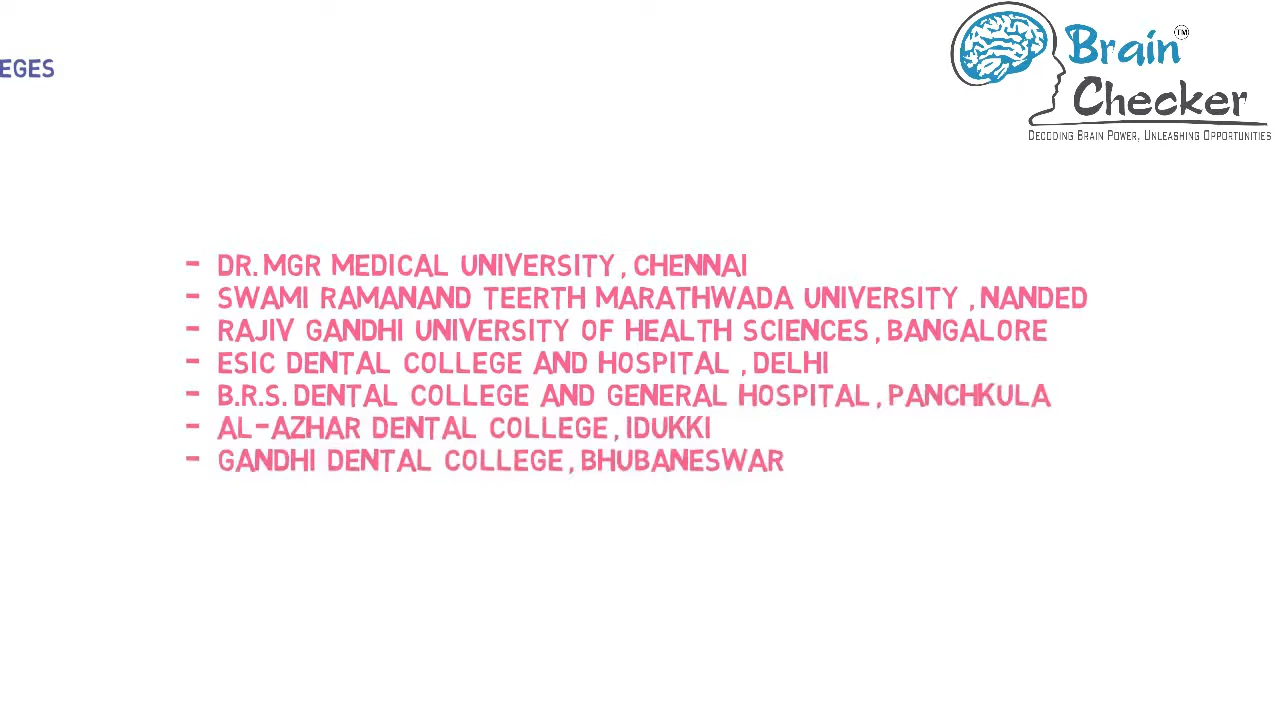 EGES
Brain TM
Checker
DECODING BRAIN POWER, UNLEASHING OPPORTUNITIES
- DR. MGR MEDICAL UNIVERSITY, CHENNAI
- SWAMI RAMANAND TEERTH MARATHWADA UNIVERSITY , NANDED
- RAJIV GANDHI UNIVERSITY OF HEALTH SCIENCES, BANGALORE
- ESIC DENTAL COLLEGE AND HOSPITAL , DELHI
- B.R.S. DENTAL COLLEGE AND GENERAL HOSPITAL, PANCHKULA
- AL-AZHAR DENTAL COLLEGE, IDUKKI
- GANDHI DENTAL COLLEGE, BHUBANESWAR